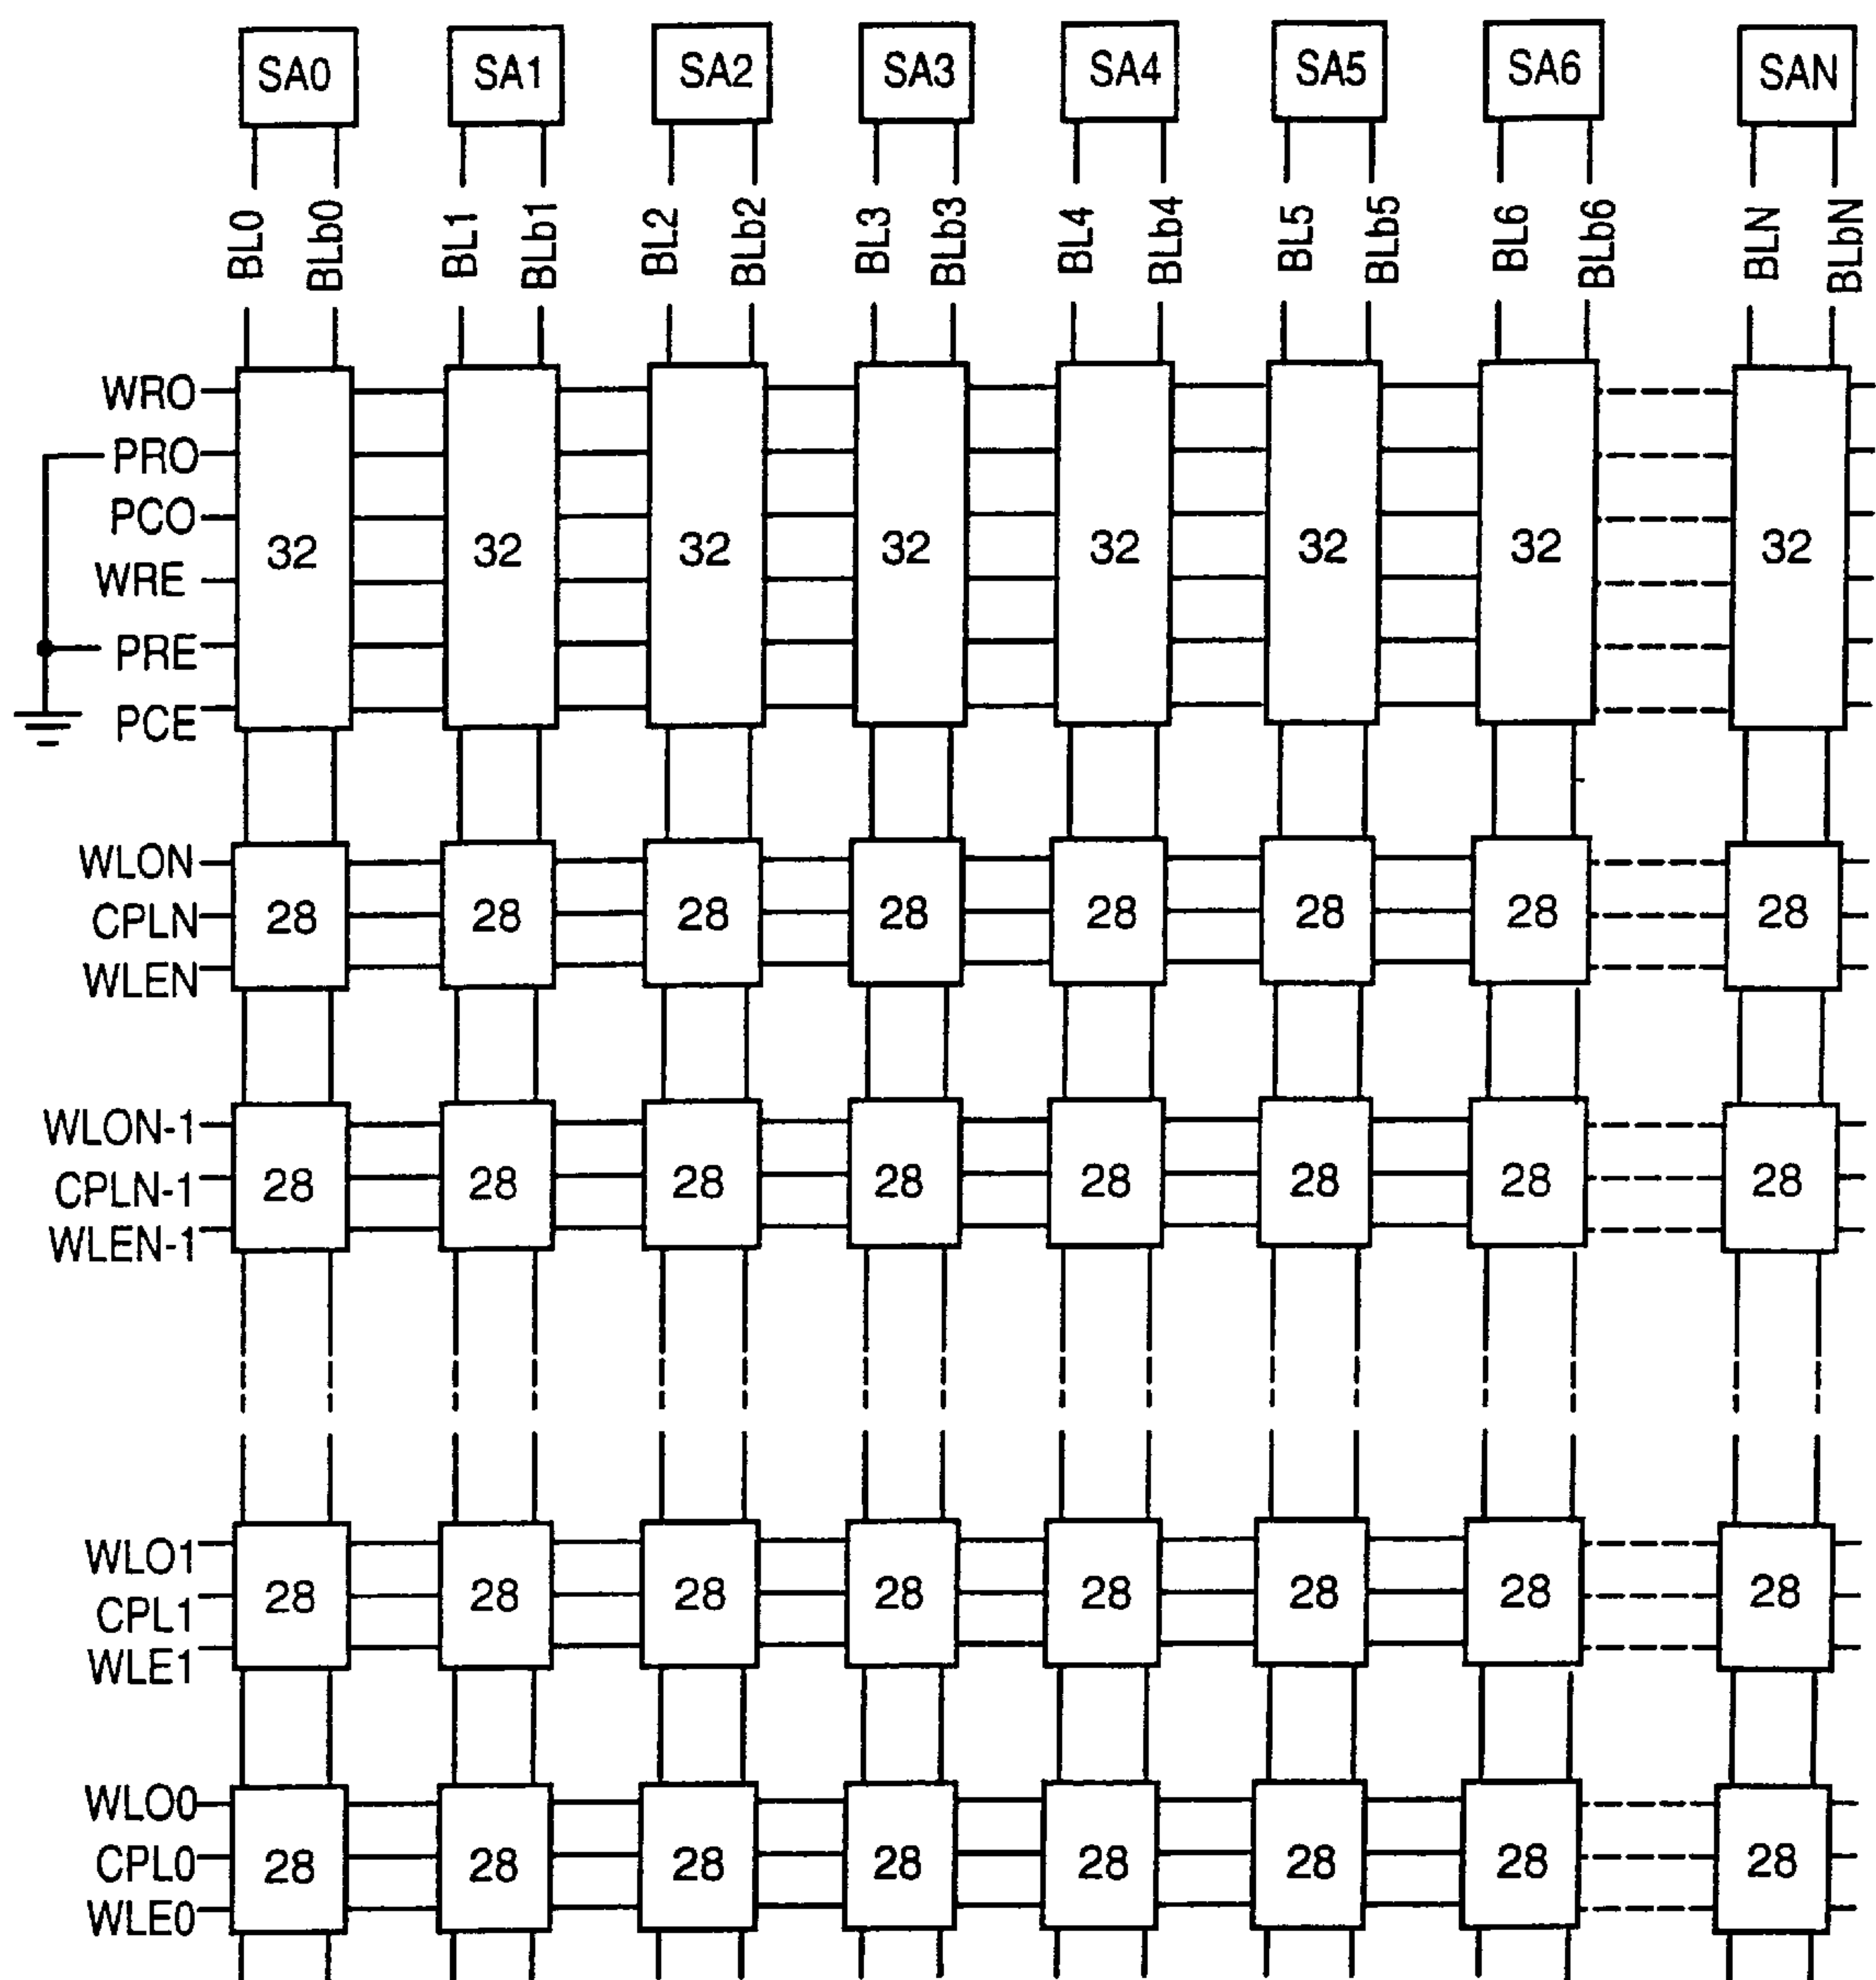 SA0 SA1 SA2 SA3 SA4 SA5 SA6 SAN
BL0 BLb0 BL1 BLb1 BL2 BLb2 BL3 BLb3 BL4 BLb4 BL5 BLb5 BL6 BLb6 BLN BLbN
WRO
PRO
PCO
32 32 32 32 32 32 32 32
WRE
PRE
PCE
WLON
CPLN 28 28 28 28 28 28 28 28
WLEN
WLON-1
CPLN-1 28 28 28 28 28 28 28 28
WLEN-1
WLO1
CPL1 28 28 28 28 28 28 28 28
WLE1
WLO0
CPL0 28 28 28 28 28 28 28 28
WLE0